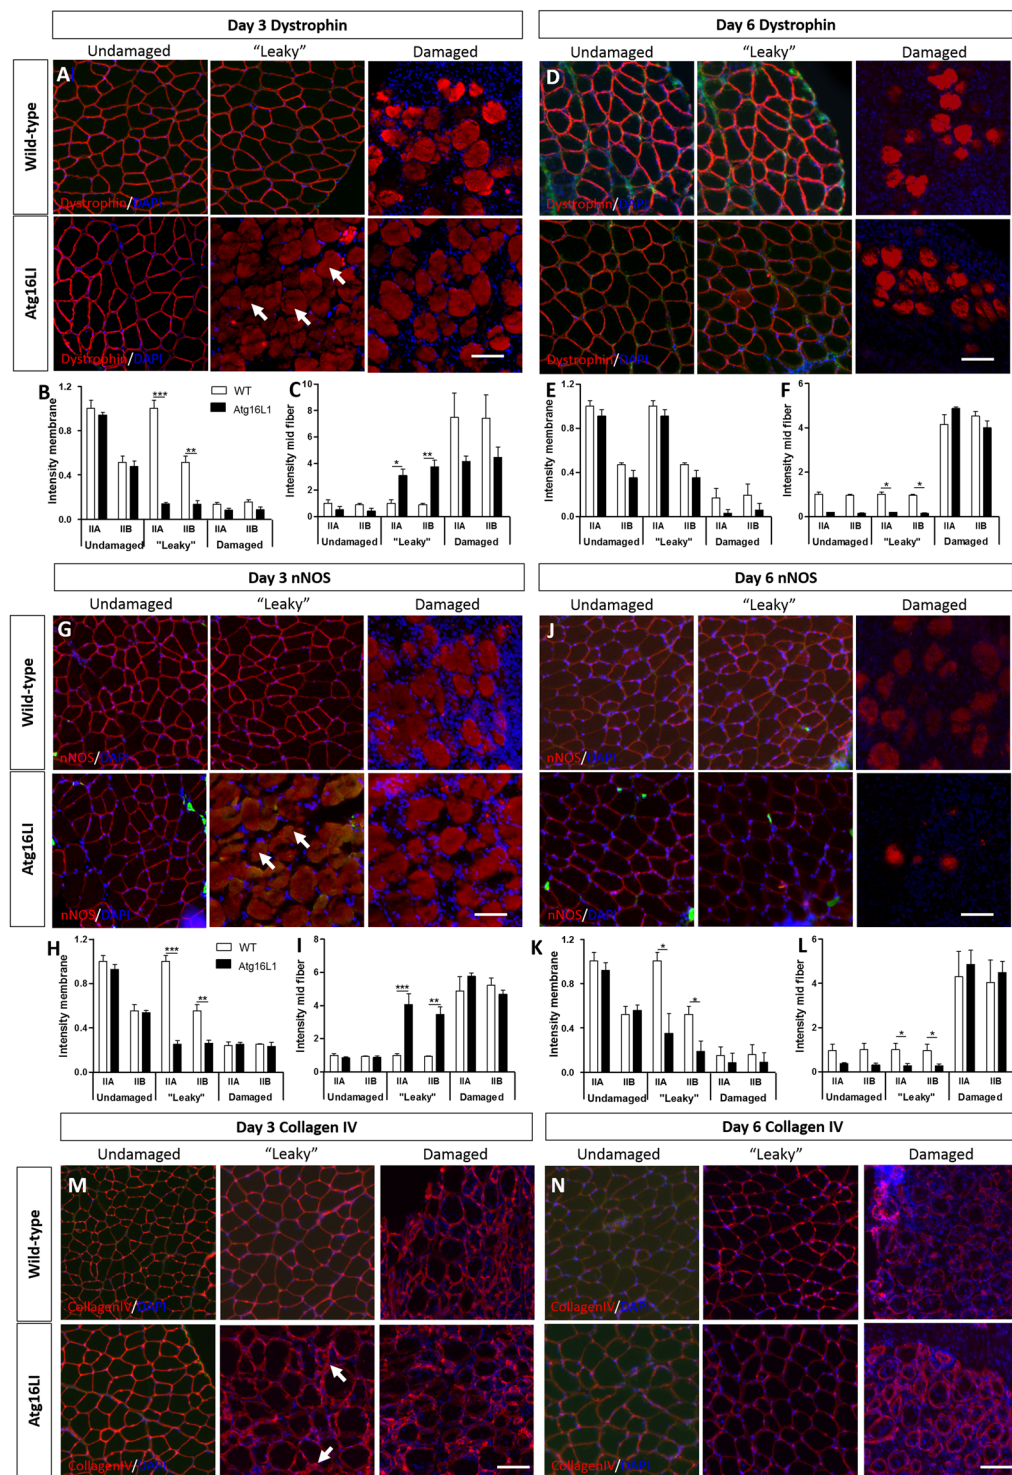 Day 3 Dystrophin
Day 6 Dystrophin
Undamaged “Leaky” Damaged
Undamaged “Leaky” Damaged
Wild-type
A
Dystrophin/DAPI
D
Dystrophin/DAPI
Atg16LI
Dystrophin/DAPI
Dystrophin/DAPI
B
Intensity membrane
1.2
0.8
0.4
0.0
***
**
WT
Atg16L1
IIA IIB IIA IIB IIA IIB
Undamaged "Leaky" Damaged
C
Intensity mid fiber
10
8
6
4
2
0
*
**
IIA IIB IIA IIB IIA IIB
Undamaged "Leaky" Damaged
E
Intensity membrane
1.2
0.8
0.4
0.0
IIA IIB IIA IIB IIA IIB
Undamaged "Leaky" Damaged
F
Intensity mid fiber
6
4
2
0
*
*
IIA IIB IIA IIB IIA IIB
Undamaged "Leaky" Damaged
Day 3 nNOS
Day 6 nNOS
Undamaged “Leaky” Damaged
Undamaged “Leaky” Damaged
Wild-type
G
nNOS/DAPI
J
nNOS/DAPI
Atg16LI
nNOS/DAPI
nNOS/DAPI
H
Intensity membrane
1.2
0.8
0.4
0.0
***
**
WT
Atg16L1
IIA IIB IIA IIB IIA IIB
Undamaged "Leaky" Damaged
I
Intensity mid fiber
8
6
4
2
0
***
**
IIA IIB IIA IIB IIA IIB
Undamaged "Leaky" Damaged
K
Intensity membrane
1.2
0.8
0.4
0.0
*
*
IIA IIB IIA IIB IIA IIB
Undamaged "Leaky" Damaged
L
Intensity mid fiber
6
4
2
0
*
*
IIA IIB IIA IIB IIA IIB
Undamaged "Leaky" Damaged
Day 3 Collagen IV
Day 6 Collagen IV
Undamaged “Leaky” Damaged
Undamaged “Leaky” Damaged
Wild-type
M
CollagenIV/DAPI
N
CollagenIV/DAPI
Atg16LI
CollagenIV/DAPI
CollagenIV/DAPI